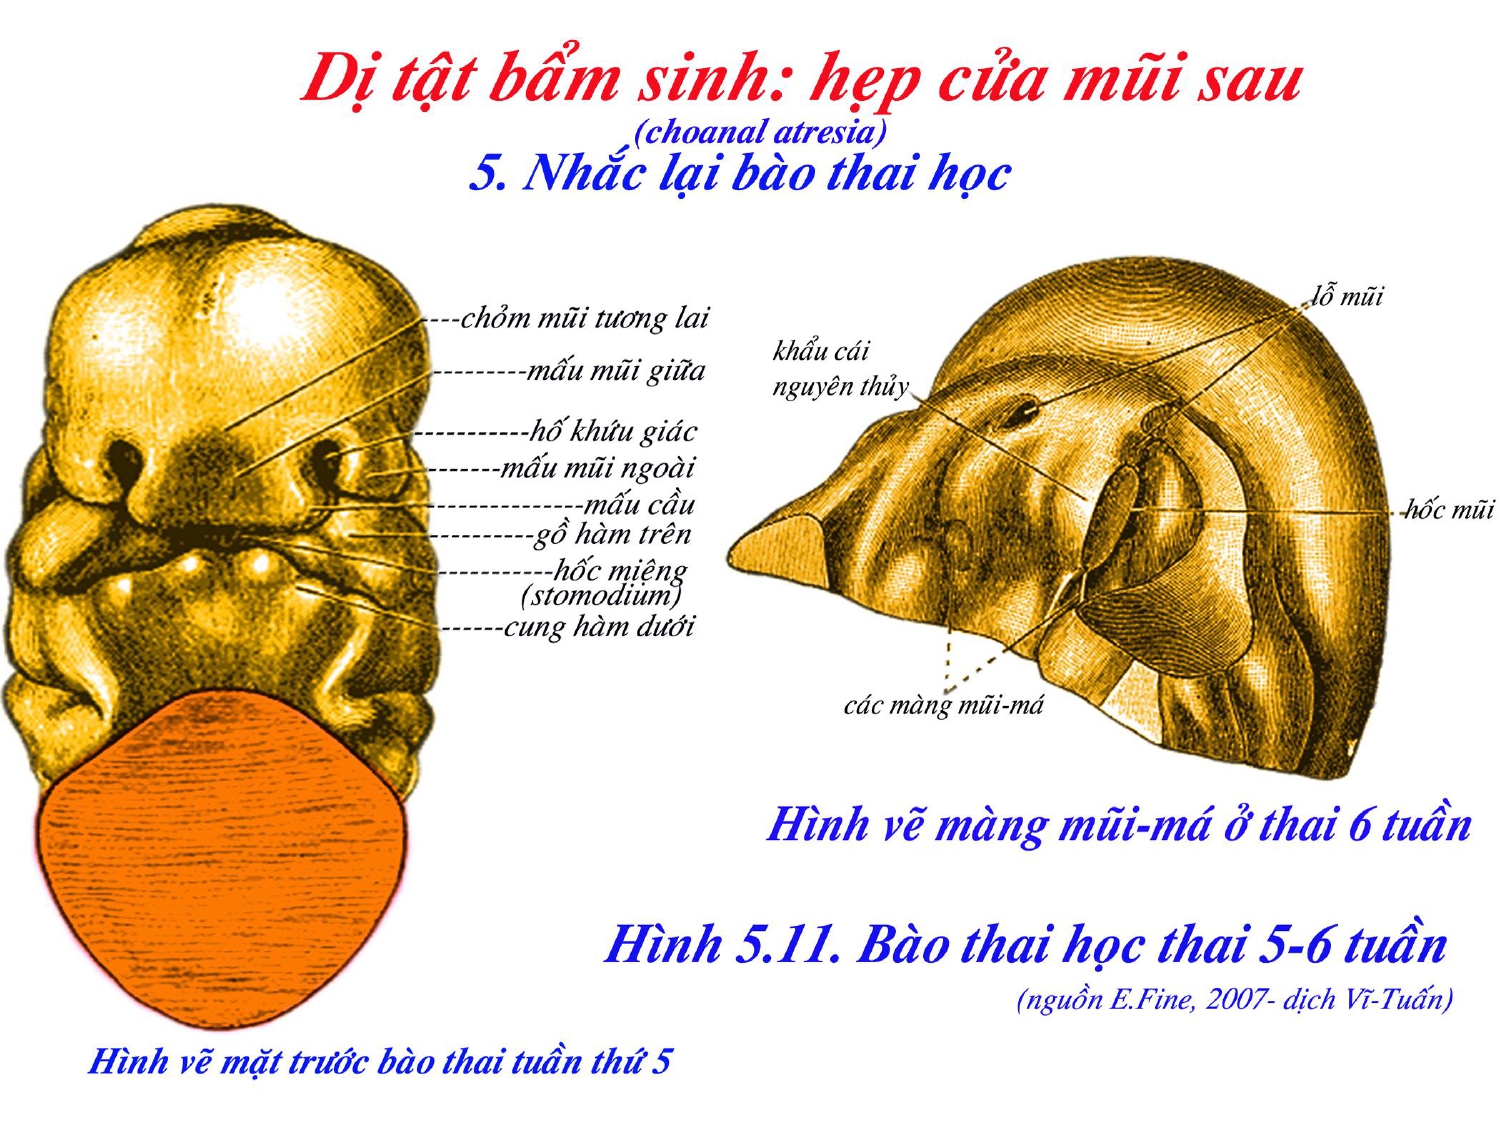 Dị tật bẩm sinh: hẹp cửa mũi sau
(choanal atresia)
5. Nhắc lại bào thai học
chỏm mũi tương lai
mấu mũi giữa
hố khứu giác
mấu mũi ngoài
mấu cầu
gồ hàm trên
hốc miệng
(stomodium)
cung hàm dưới
lỗ mũi
khẩu cái
nguyên thủy
hốc mũi
các màng mũi-má
Hình vẽ màng mũi-má ở thai 6 tuần
Hình 5.11. Bào thai học thai 5-6 tuần
(nguồn E.Fine, 2007- dịch Vĩ-Tuấn)
Hình vẽ mặt trước bào thai tuần thứ 5